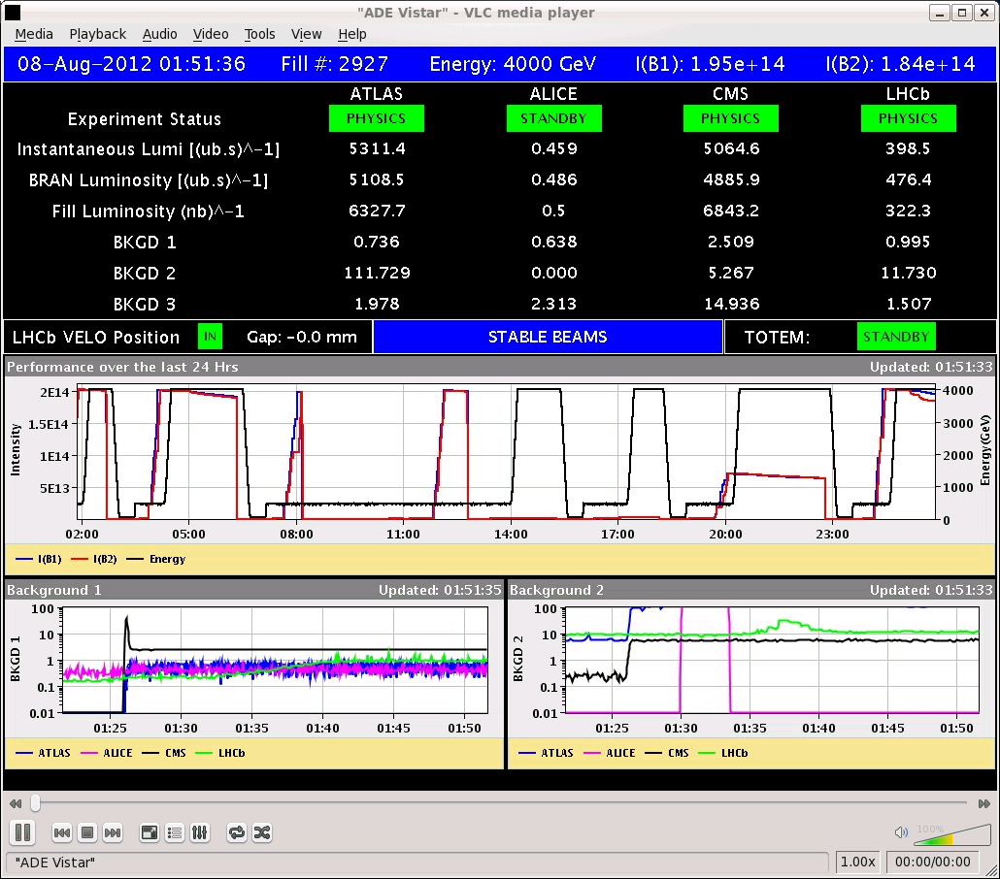 "ADE Vistar" - VLC media player
Media Playback Audio Video Tools View Help
08-Aug-2012 01:51:36 Fill #: 2927 Energy: 4000 GeV I(B1): 1.95e+14 I(B2): 1.84e+14
ATLAS ALICE CMS LHCb
Experiment Status PHYSICS STANDBY PHYSICS PHYSICS
Instantaneous Lumi [(ub.s)^-1] 5311.4 0.459 5064.6 398.5
BRAN Luminosity [(ub.s)^-1] 5108.5 0.486 4885.9 476.4
Fill Luminosity (nb)^-1 6327.7 0.5 6843.2 322.3
BKGD 1 0.736 0.638 2.509 0.995
BKGD 2 111.729 0.000 5.267 11.730
BKGD 3 1.978 2.313 14.936 1.507
LHCb VELO Position IN Gap: -0.0 mm STABLE BEAMS TOTEM: STANDBY
Performance over the last 24 Hrs Updated: 01:51:33
Intensity
2E14
1.5E14
1E14
5E13
4000
3000
2000
1000
0
Energy(GeV)
02:00 05:00 08:00 11:00 14:00 17:00 20:00 23:00
I(B1) I(B2) Energy
Background 1 Updated: 01:51:35
BKGD 1
100
10
1
0.1
0.01
01:25 01:30 01:35 01:40 01:45 01:50
ATLAS ALICE CMS LHCb
Background 2 Updated: 01:51:33
BKGD 2
100
10
1
0.1
0.01
01:25 01:30 01:35 01:40 01:45 01:50
ATLAS ALICE CMS LHCb
100%
"ADE Vistar" 1.00x 00:00/00:00